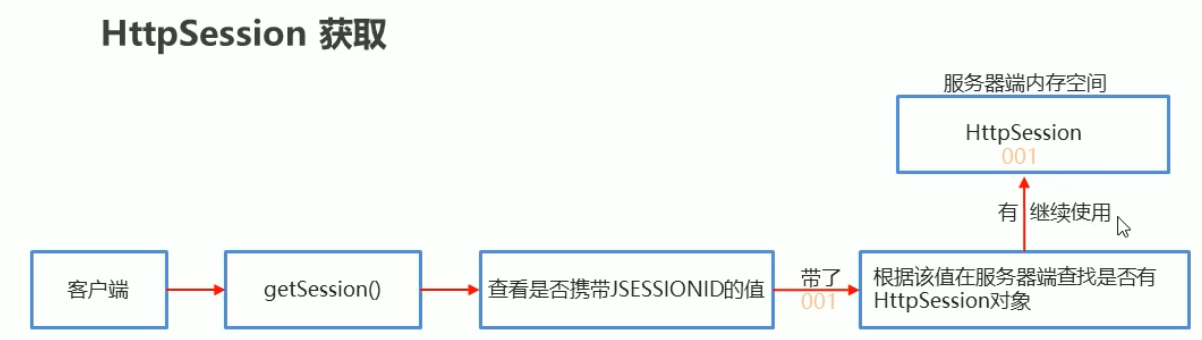 HttpSession 获取
服务器端内存空间
HttpSession
001
有 继续使用
客户端
getSession()
查看是否携带JSESSIONID的值
带了
001
根据该值在服务器端查找是否有
HttpSession对象